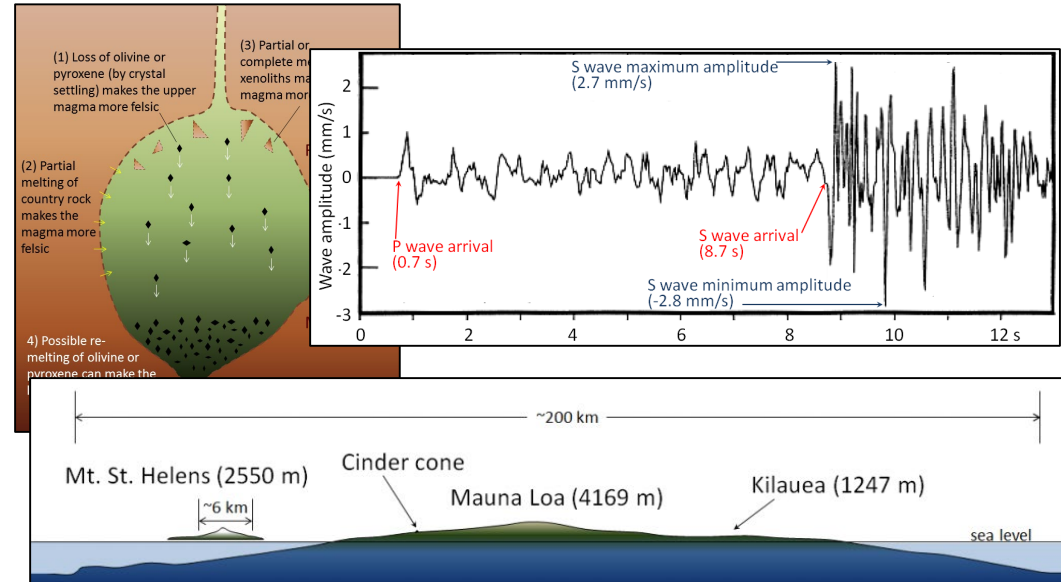 (1) Loss of olivine or
pyroxene (by crystal
settling) makes the upper
magma more felsic
(3) Partial or
complete
xenoliths
magma more
(2) Partial
melting of
country rock
makes the
magma more
felsic
4) Possible re-
melting of olivine or
pyroxene can make the
Wave amplitude (mm/s)
2
1
0
-1
-2
-3
S wave maximum amplitude
(2.7 mm/s)
P wave arrival
(0.7 s)
S wave arrival
(8.7 s)
S wave minimum amplitude
(-2.8 mm/s)
0 2 4 6 8 10 12 s
~200 km
Mt. St. Helens (2550 m)
~6 km
Cinder cone
Mauna Loa (4169 m)
Kilauea (1247 m)
sea level